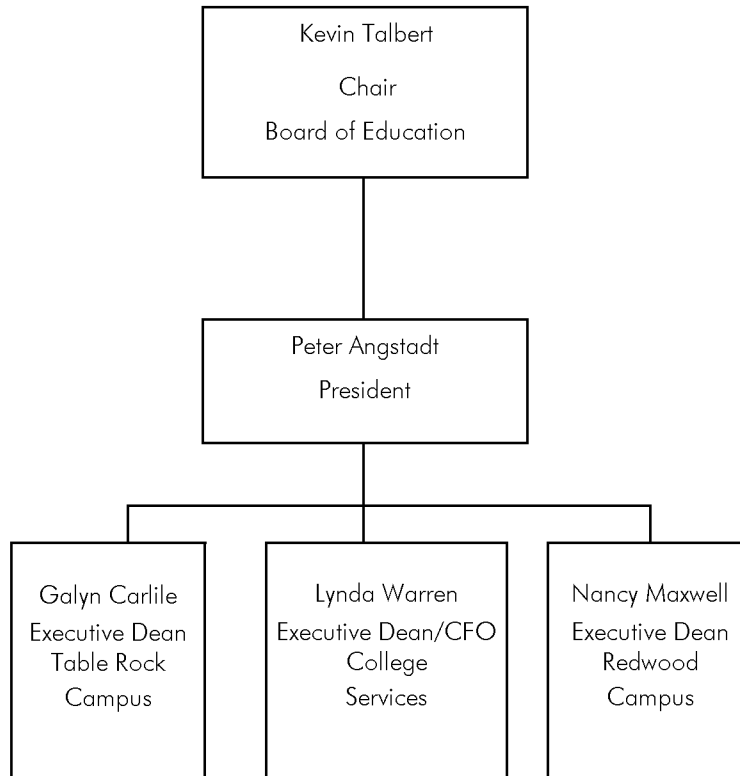 Kevin Talbert
Chair
Board of Education
Peter Angstadt
President
Galyn Carlile
Executive Dean
Table Rock
Campus
Lynda Warren
Executive Dean/CFO
College
Services
Nancy Maxwell
Executive Dean
Redwood
Campus